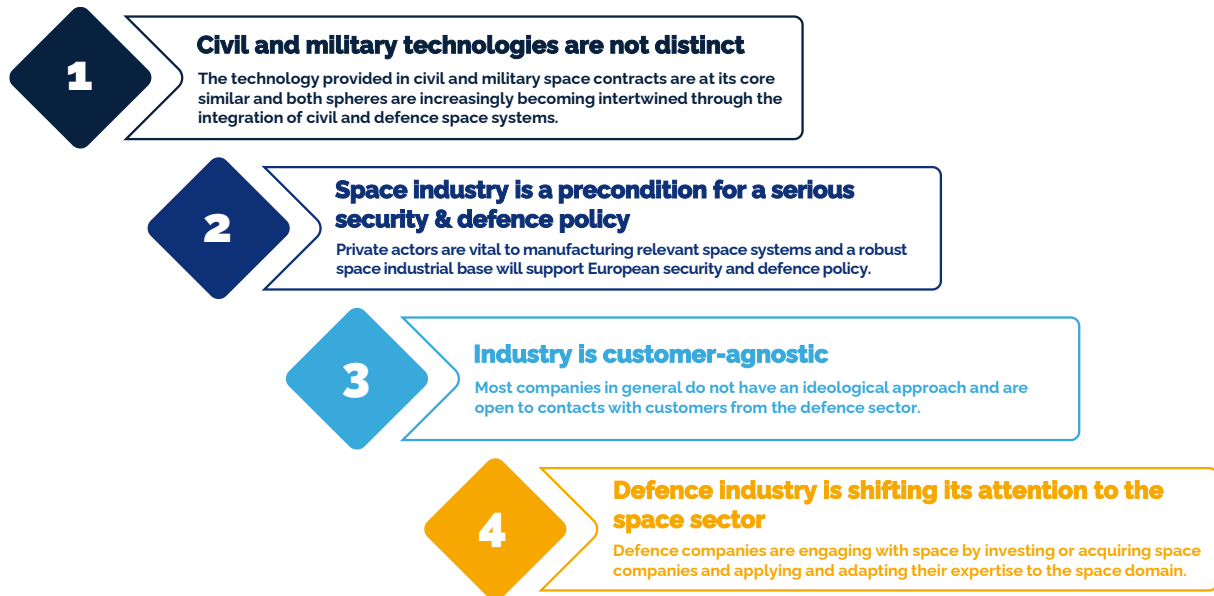 1
Civil and military technologies are not distinct
The technology provided in civil and military space contracts are at its core
similar and both spheres are increasingly becoming intertwined through the
integration of civil and defence space systems.
2
Space industry is a precondition for a serious
security & defence policy
Private actors are vital to manufacturing relevant space systems and a robust
space industrial base will support European security and defence policy.
3
Industry is customer-agnostic
Most companies in general do not have an ideological approach and are
open to contacts with customers from the defence sector.
4
Defence industry is shifting its attention to the
space sector
Defence companies are engaging with space by investing or acquiring space
companies and applying and adapting their expertise to the space domain.